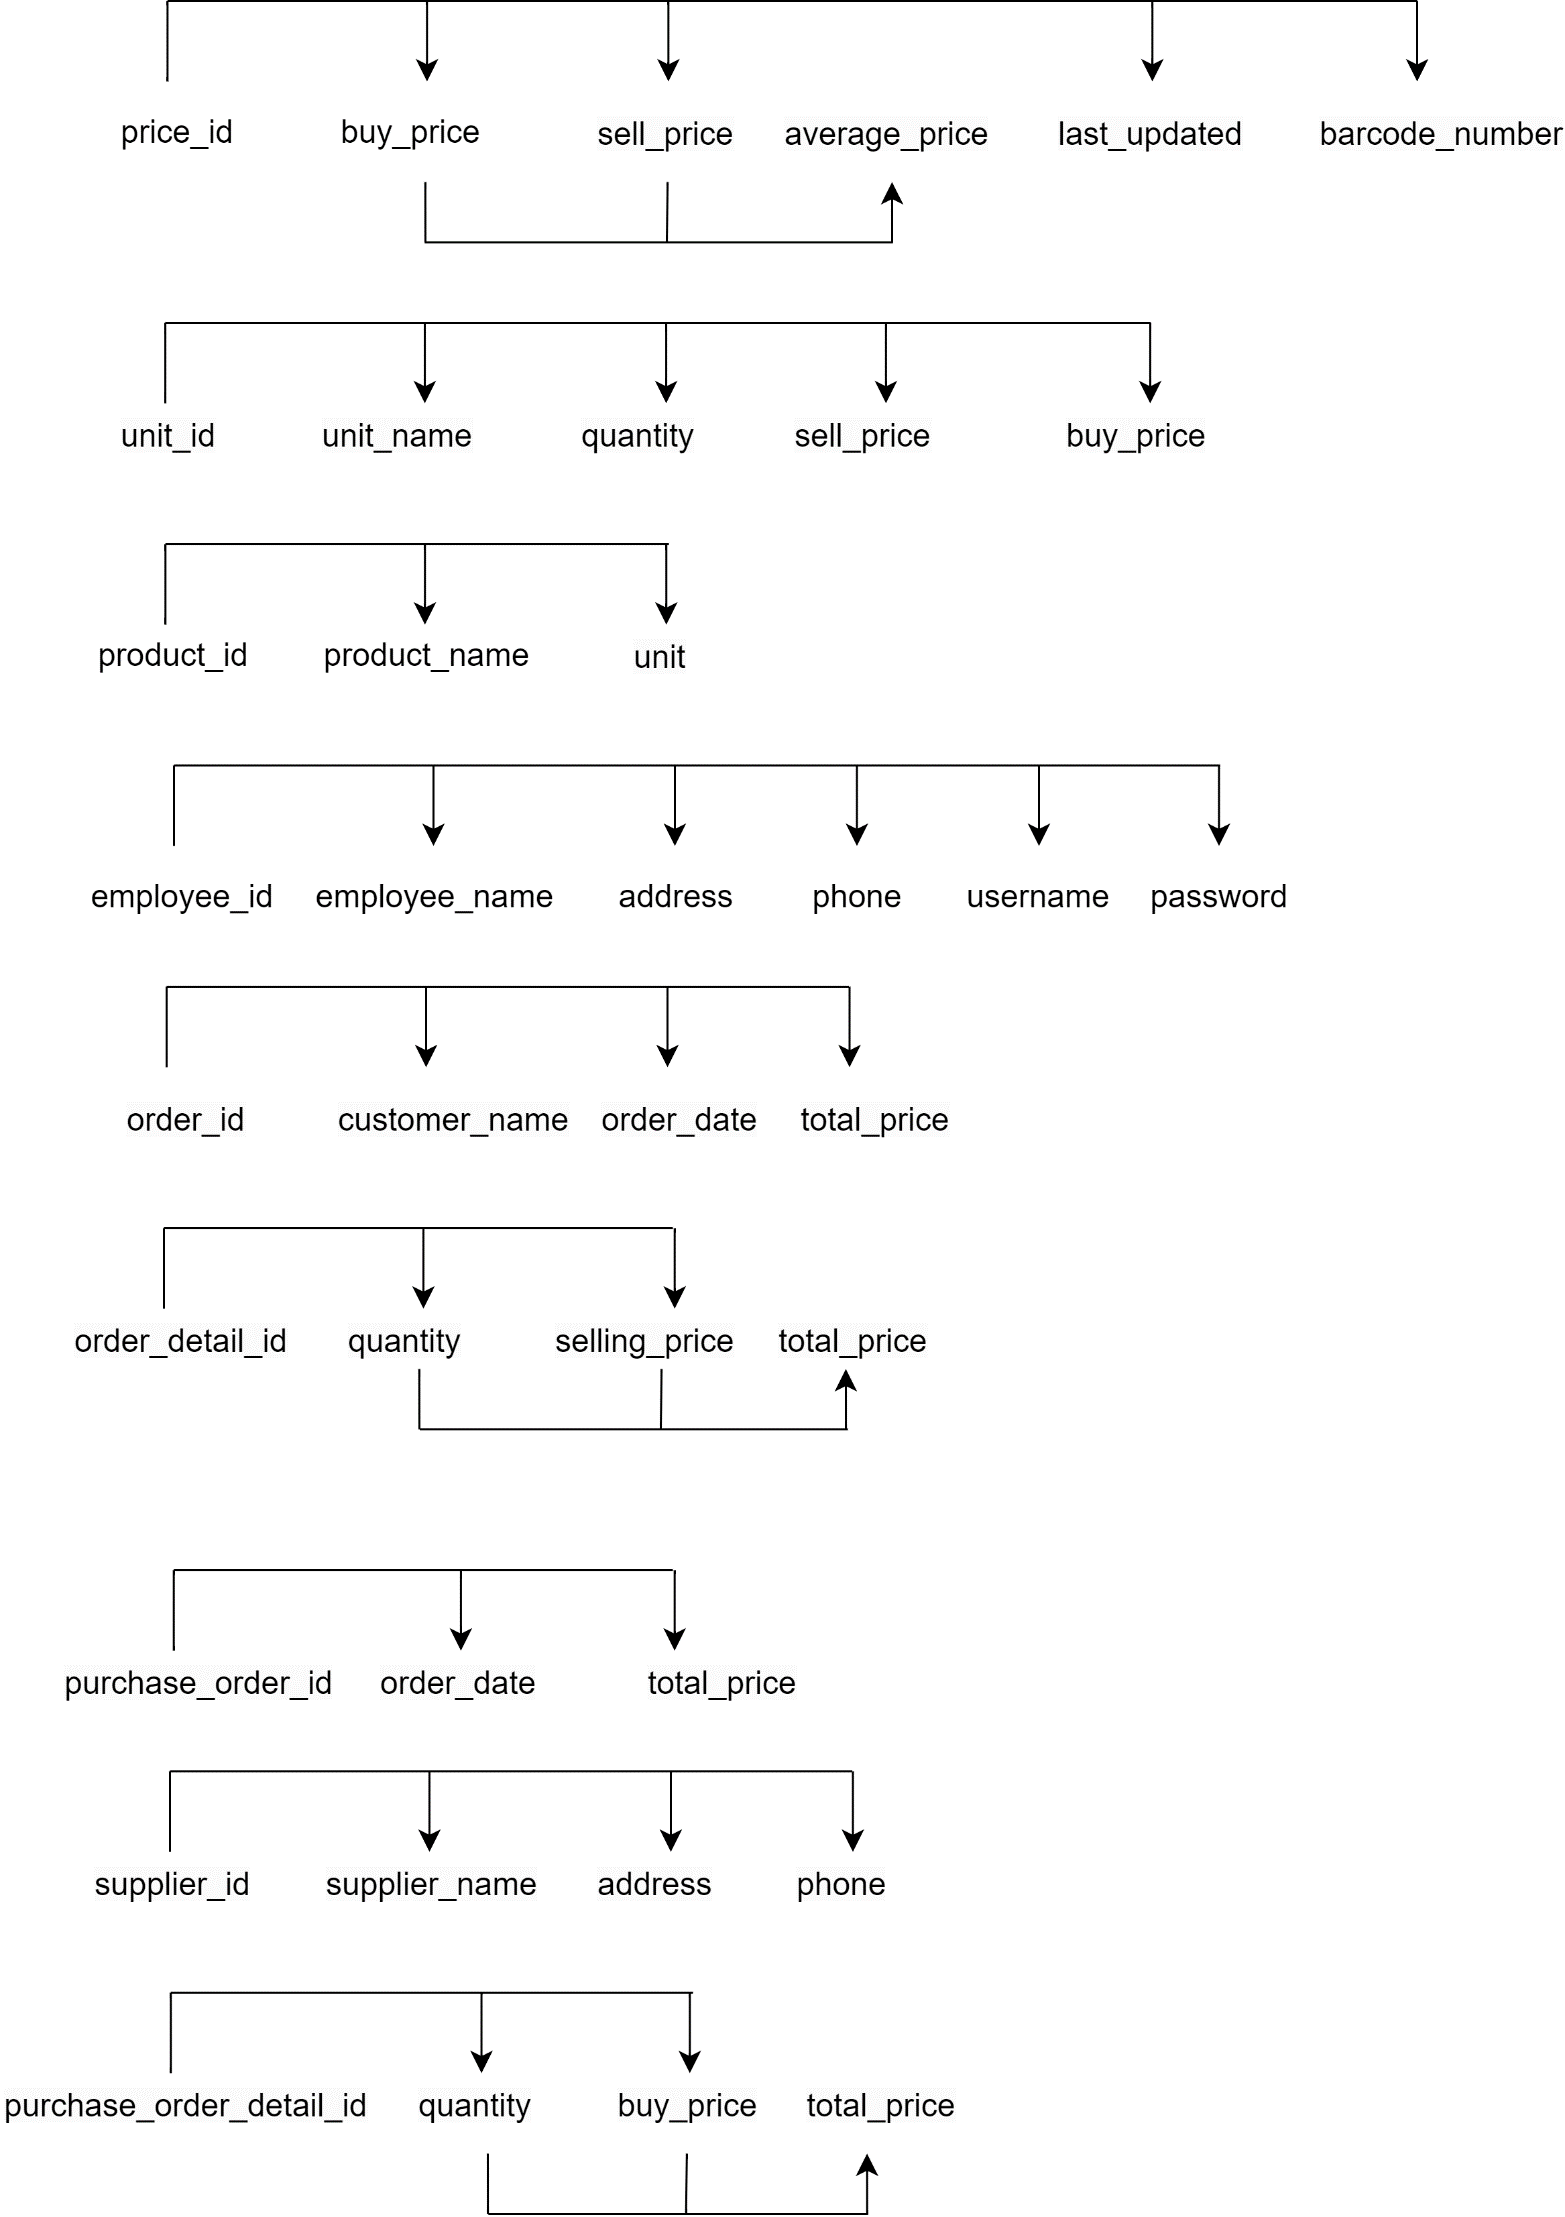 price_id buy_price sell_price average_price last_updated barcode_number
unit_id unit_name quantity sell_price buy_price
product_id product_name unit
employee_id employee_name address phone username password
order_id customer_name order_date total_price
order_detail_id quantity selling_price total_price
purchase_order_id order_date total_price
supplier_id supplier_name address phone
purchase_order_detail_id quantity buy_price total_price